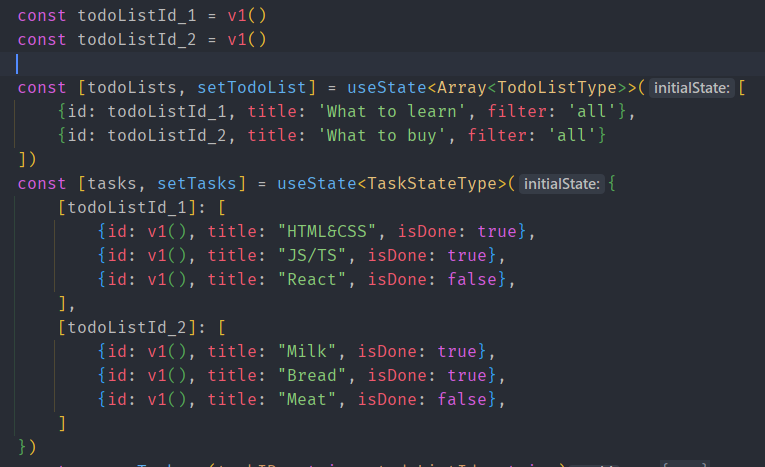 const todoListId_1 = v1()
const todoListId_2 = v1()
const [todoLists, setTodoList] = useState<Array<TodoListType>>( initialState: [
    {id: todoListId_1, title: 'What to learn', filter: 'all'},
    {id: todoListId_2, title: 'What to buy', filter: 'all'}
])
const [tasks, setTasks] = useState<TaskStateType>( initialState: {
    [todoListId_1]: [
        {id: v1(), title: "HTML&CSS", isDone: true},
        {id: v1(), title: "JS/TS", isDone: true},
        {id: v1(), title: "React", isDone: false},
    ],
    [todoListId_2]: [
        {id: v1(), title: "Milk", isDone: true},
        {id: v1(), title: "Bread", isDone: true},
        {id: v1(), title: "Meat", isDone: false},
    ]
})